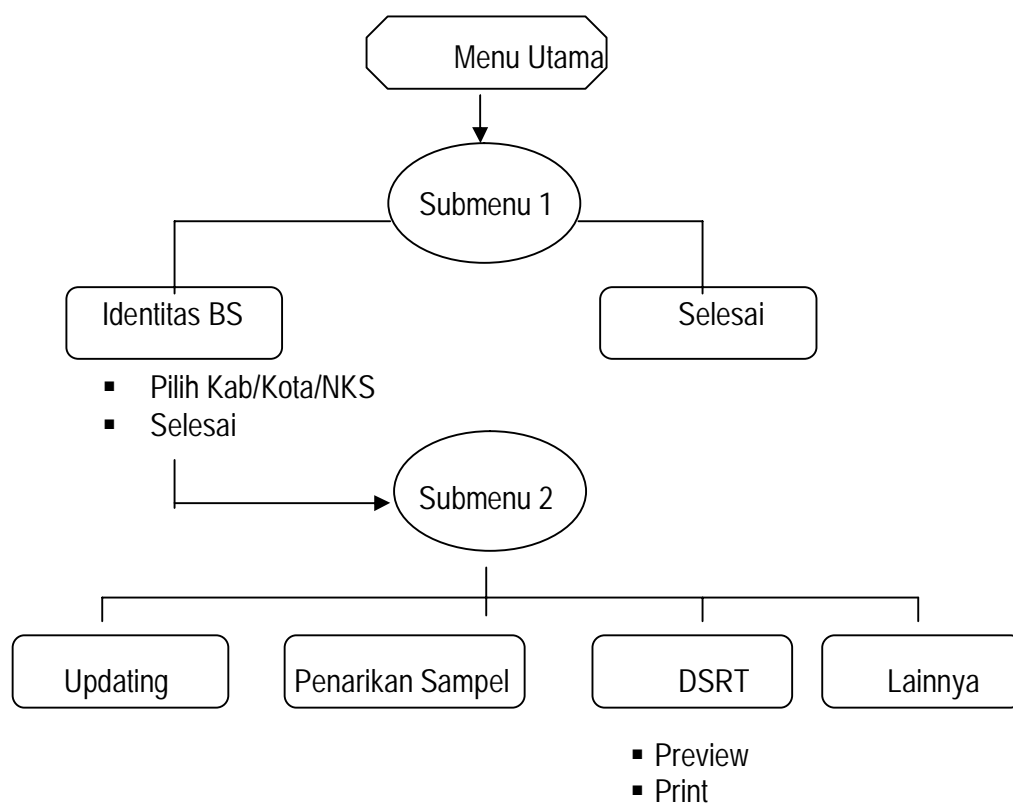 Menu Utama
Submenu 1
Identitas BS
Selesai
▪ Pilih Kab/Kota/NKS
▪ Selesai
Submenu 2
Updating
Penarikan Sampel
DSRT
Lainnya
▪ Preview
▪ Print